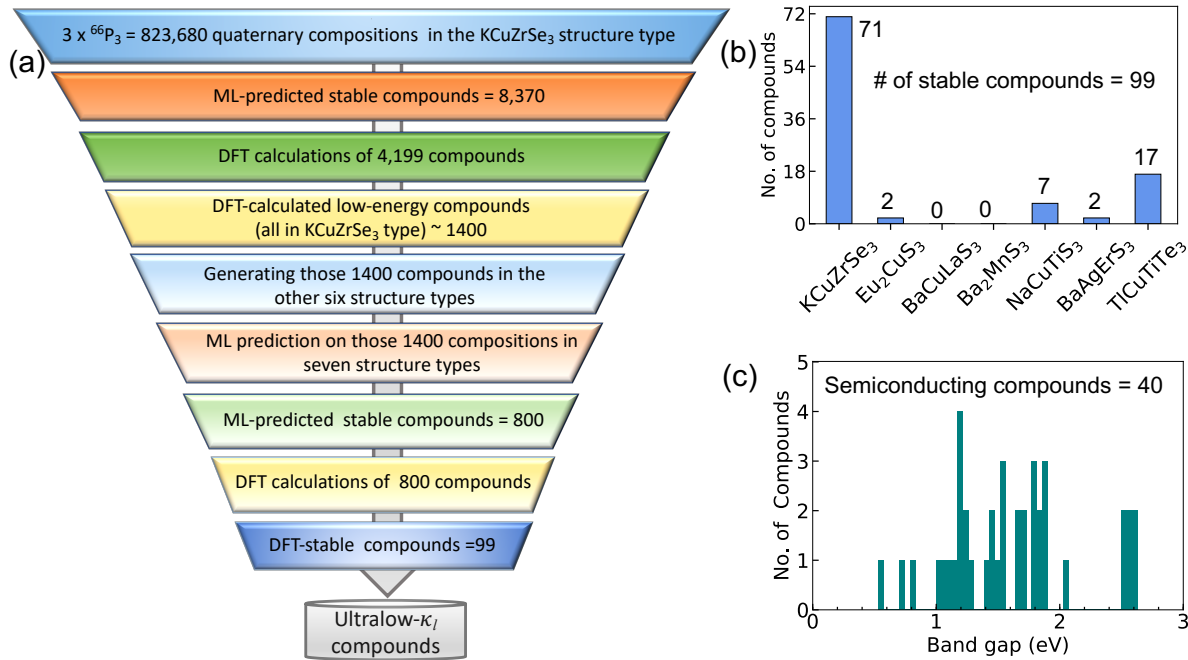 (a)
3 x ⁶⁶P₃ = 823,680 quaternary compositions in the KCuZrSe₃ structure type
ML-predicted stable compounds = 8,370
DFT calculations of 4,199 compounds
DFT-calculated low-energy compounds
(all in KCuZrSe₃ type) ~ 1400
Generating those 1400 compounds in the
other six structure types
ML prediction on those 1400 compositions in
seven structure types
ML-predicted stable compounds = 800
DFT calculations of 800 compounds
DFT-stable compounds =99
Ultralow-κₗ
compounds
(b)
No. of compounds
72
54
36
18
0
# of stable compounds = 99
71
2
0
0
7
2
17
KCuZrSe₃
Eu₂CuS₃
BaCuLaS₃
Ba₂MnS₃
NaCuTiS₃
BaAgErS₃
TlCuTiTe₃
(c)
No. of Compounds
5
4
3
2
1
0
Semiconducting compounds = 40
0
1
2
3
Band gap (eV)